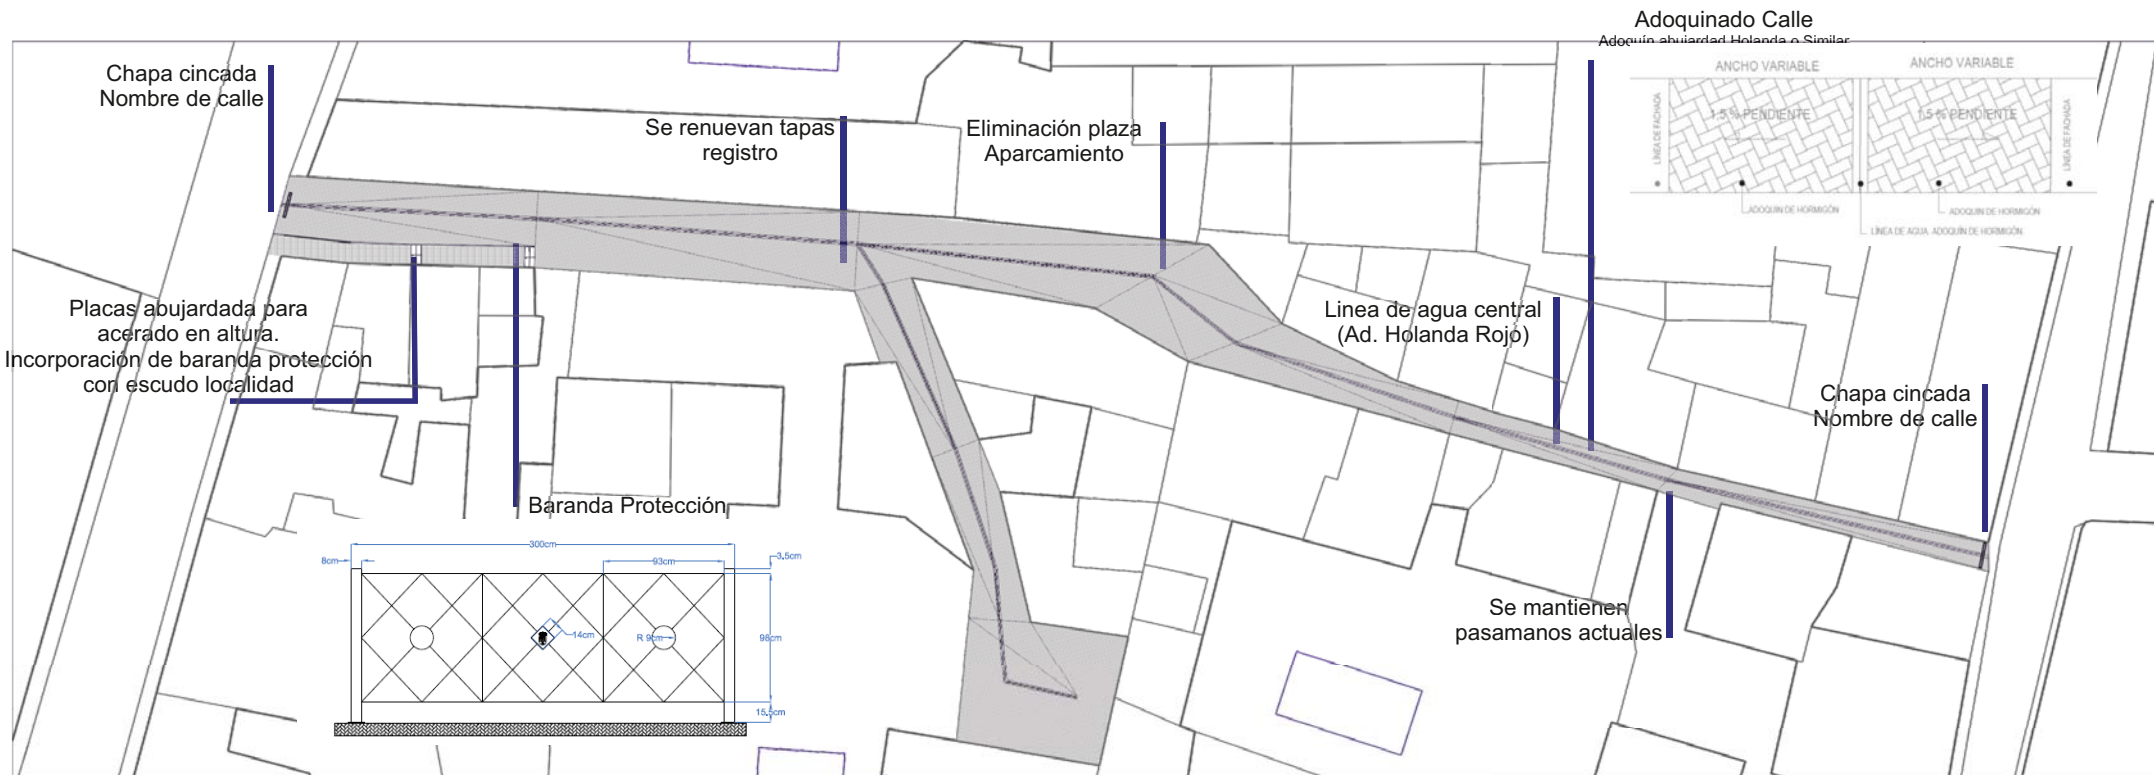 Adoquinado Calle
Adoquín abujardad Holanda o Similar
ANCHO VARIABLE
ANCHO VARIABLE
LÍNEA DE FACHADA
1.5 % PENDIENTE
1.5 % PENDIENTE
LÍNEA DE FACHADA
ADOQUIN DE HORMIGÓN
ADOQUIN DE HORMIGÓN
LÍNEA DE AGUA. ADOQUÍN DE HORMIGÓN
Chapa cincada
Nombre de calle
Se renuevan tapas
registro
Eliminación plaza
Aparcamiento
Placas abujardada para
acerado en altura.
Incorporación de baranda protección
con escudo localidad
Linea de agua central
(Ad. Holanda Rojo)
Chapa cincada
Nombre de calle
Baranda Protección
300cm
8cm
93cm
3.5cm
14cm
R 9cm
98cm
15,5cm
Se mantienen
pasamanos actuales